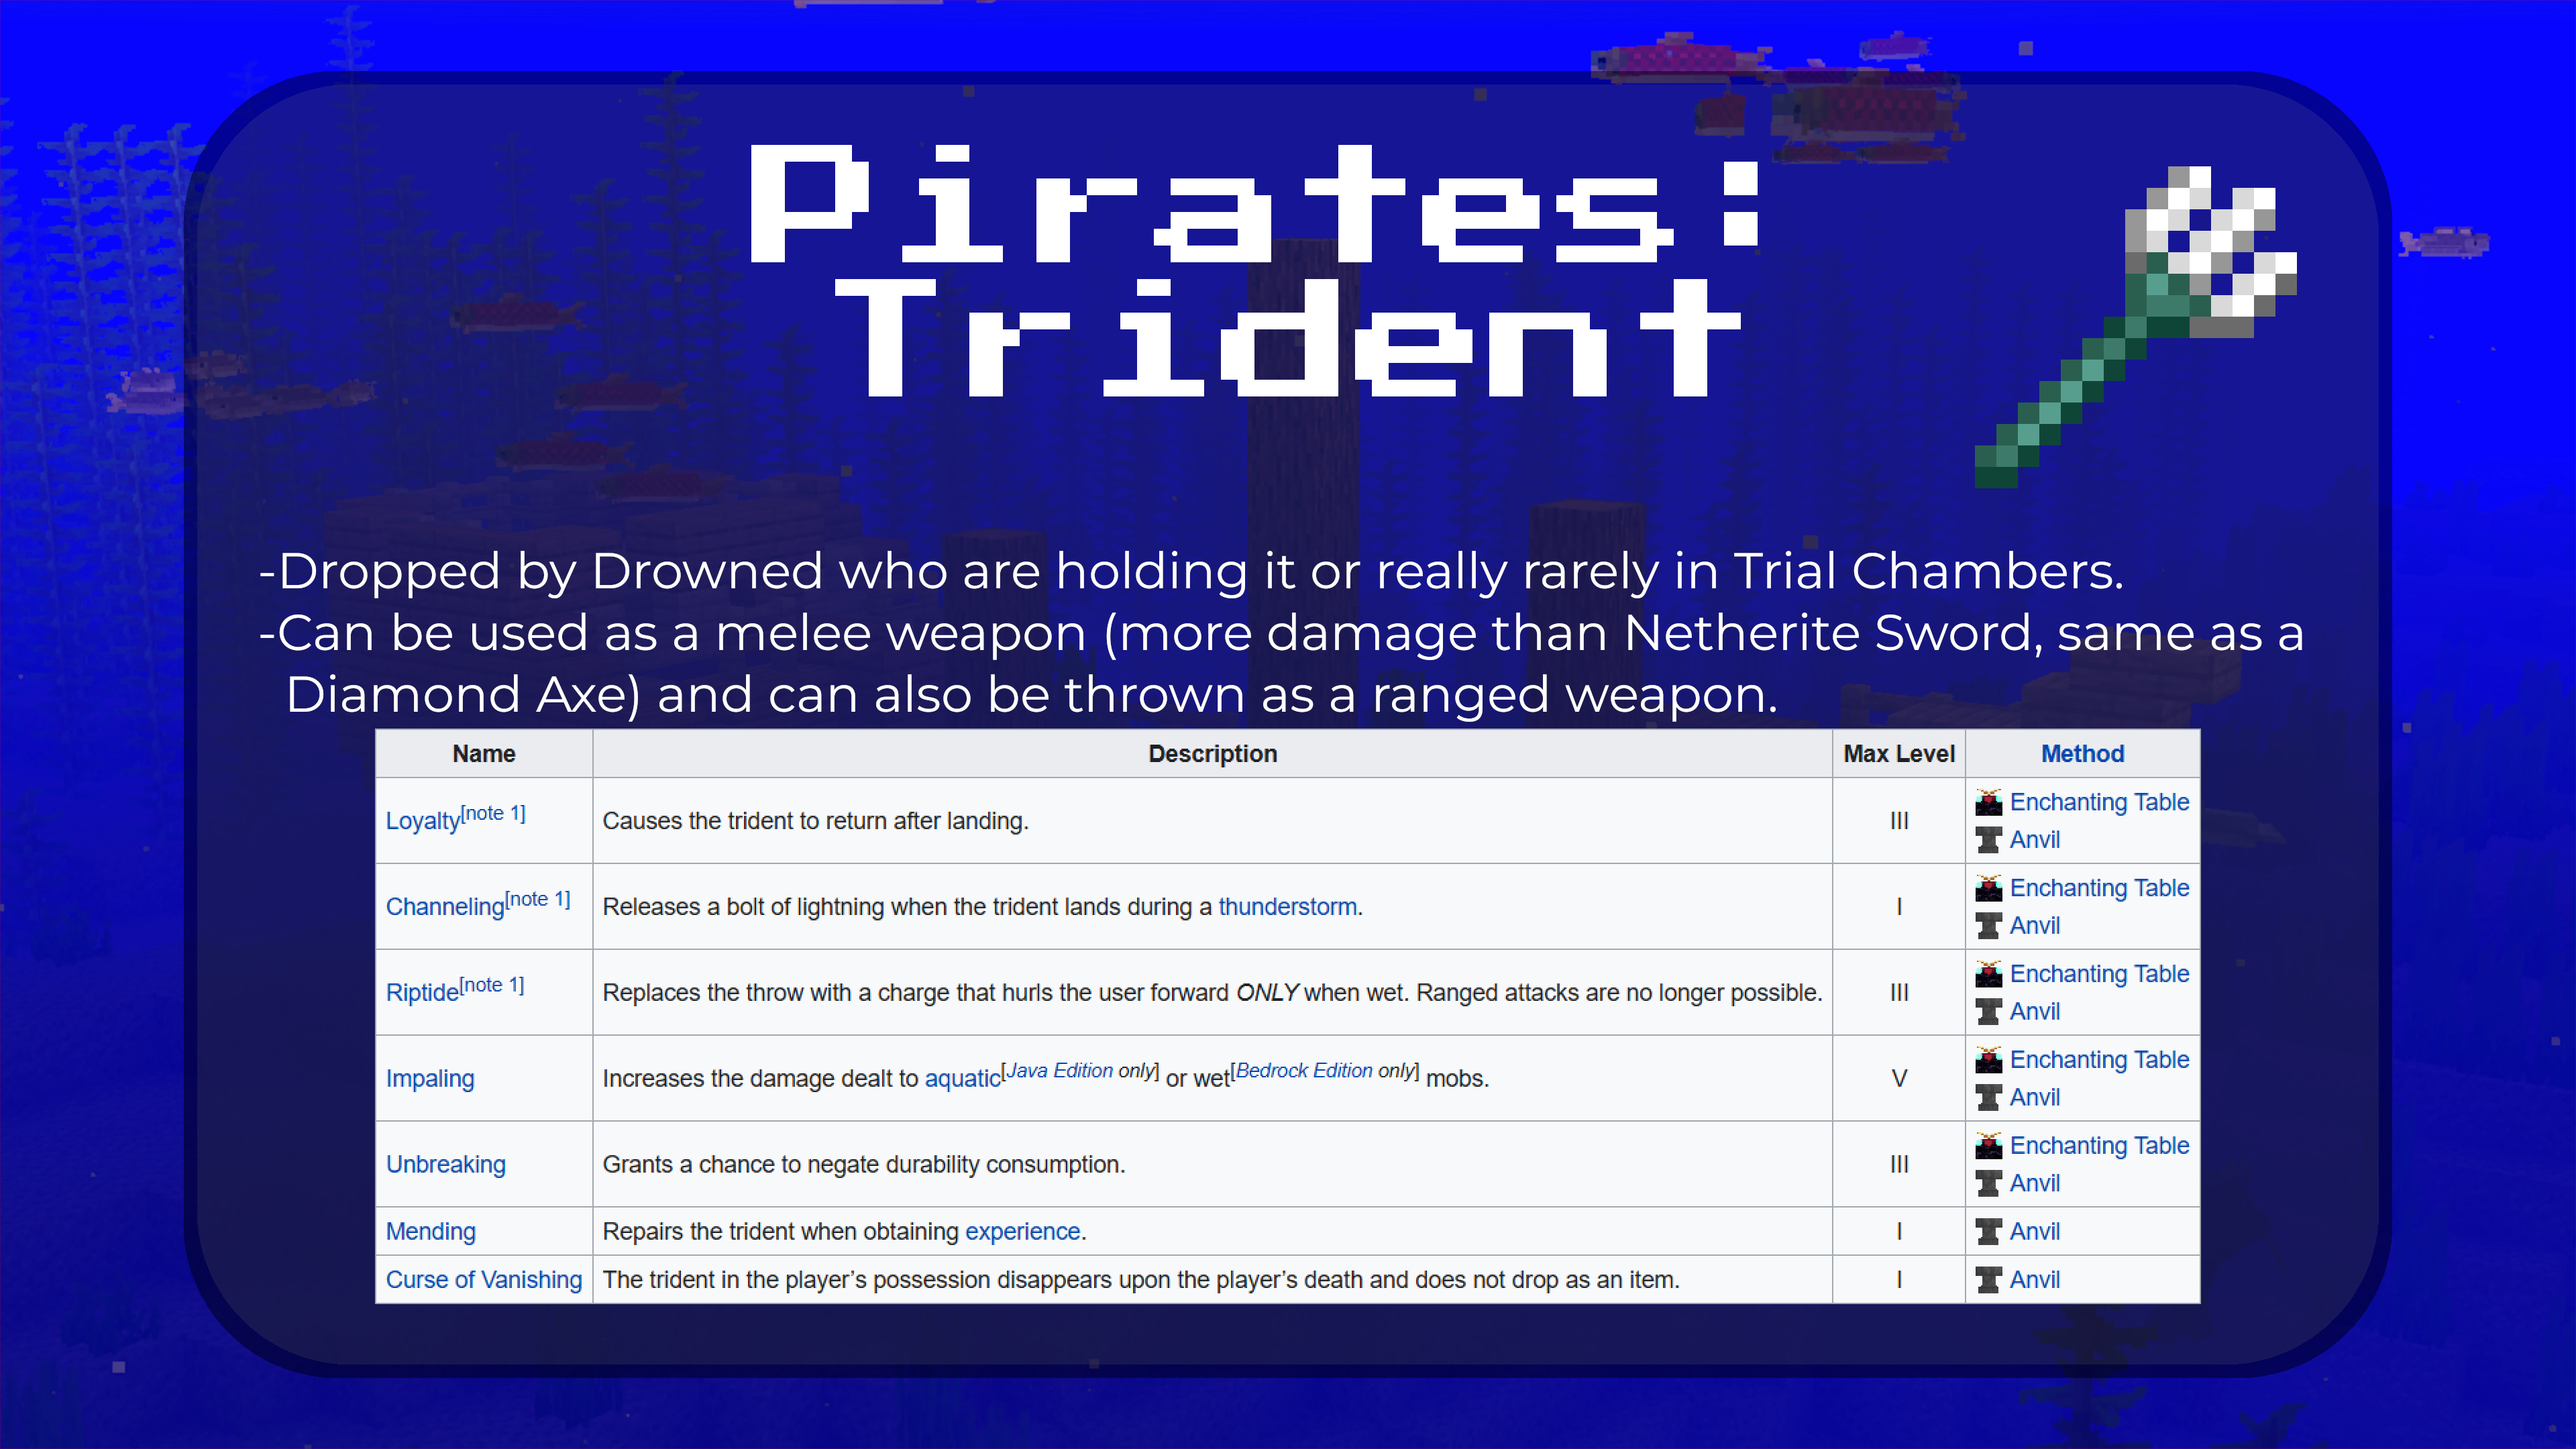 Pirates:
Trident
-Dropped by Drowned who are holding it or really rarely in Trial Chambers.
-Can be used as a melee weapon (more damage than Netherite Sword, same as a
Diamond Axe) and can also be thrown as a ranged weapon.
Name Description Max Level Method
Loyalty[note 1] Causes the trident to return after landing. III Enchanting Table
Anvil
Channeling[note 1] Releases a bolt of lightning when the trident lands during a thunderstorm. I Enchanting Table
Anvil
Riptide[note 1] Replaces the throw with a charge that hurls the user forward ONLY when wet. Ranged attacks are no longer possible. III Enchanting Table
Anvil
Impaling Increases the damage dealt to aquatic[Java Edition only] or wet[Bedrock Edition only] mobs. V Enchanting Table
Anvil
Unbreaking Grants a chance to negate durability consumption. III Enchanting Table
Anvil
Mending Repairs the trident when obtaining experience. I Anvil
Curse of Vanishing The trident in the player’s possession disappears upon the player’s death and does not drop as an item. I Anvil